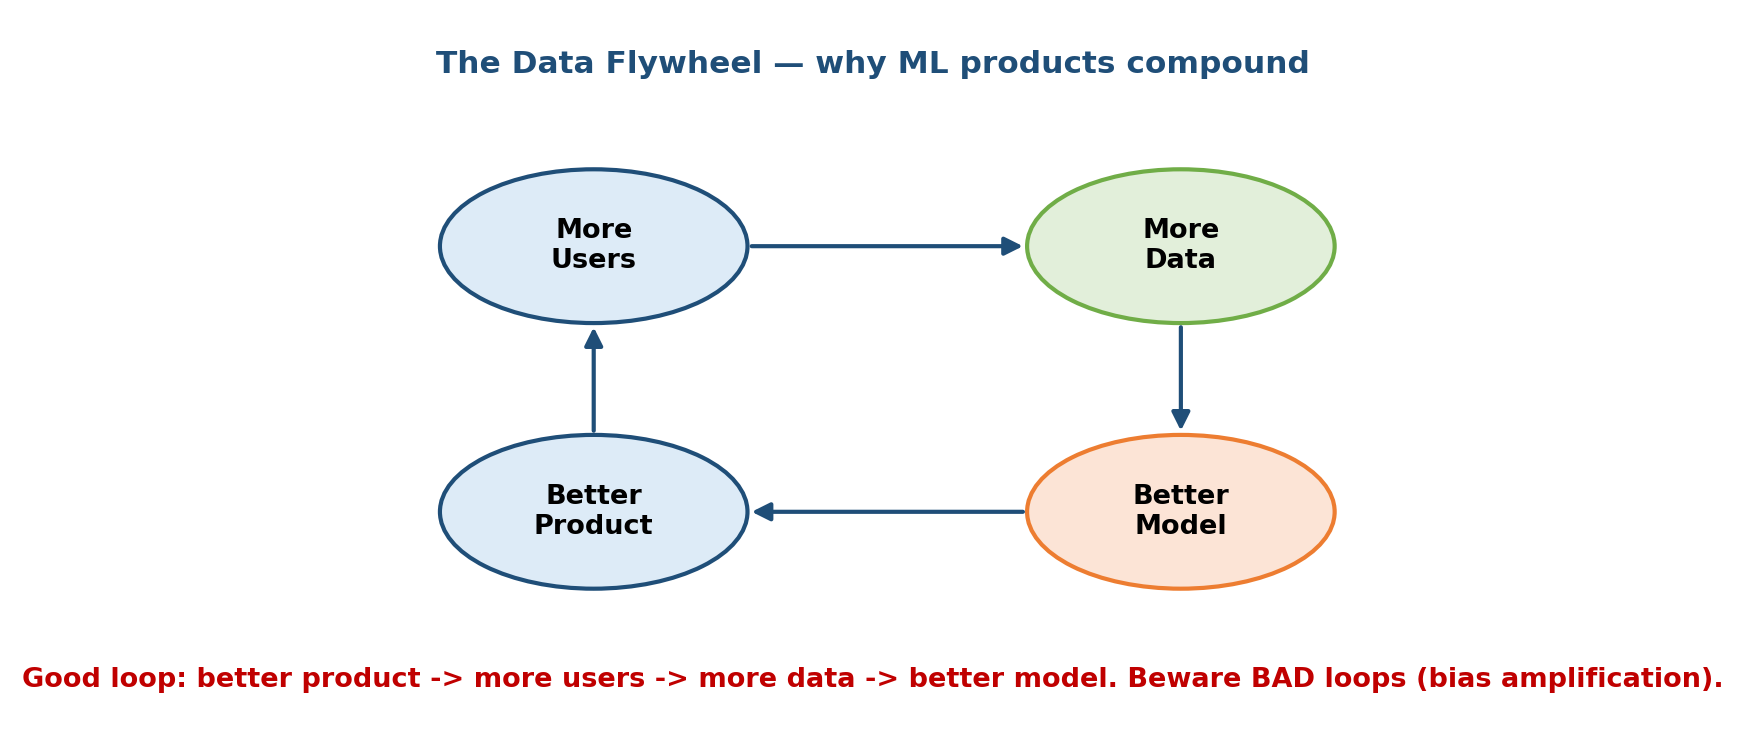 The Data Flywheel — why ML products compound
More
Users
More
Data
Better
Product
Better
Model
Good loop: better product -> more users -> more data -> better model. Beware BAD loops (bias amplification).